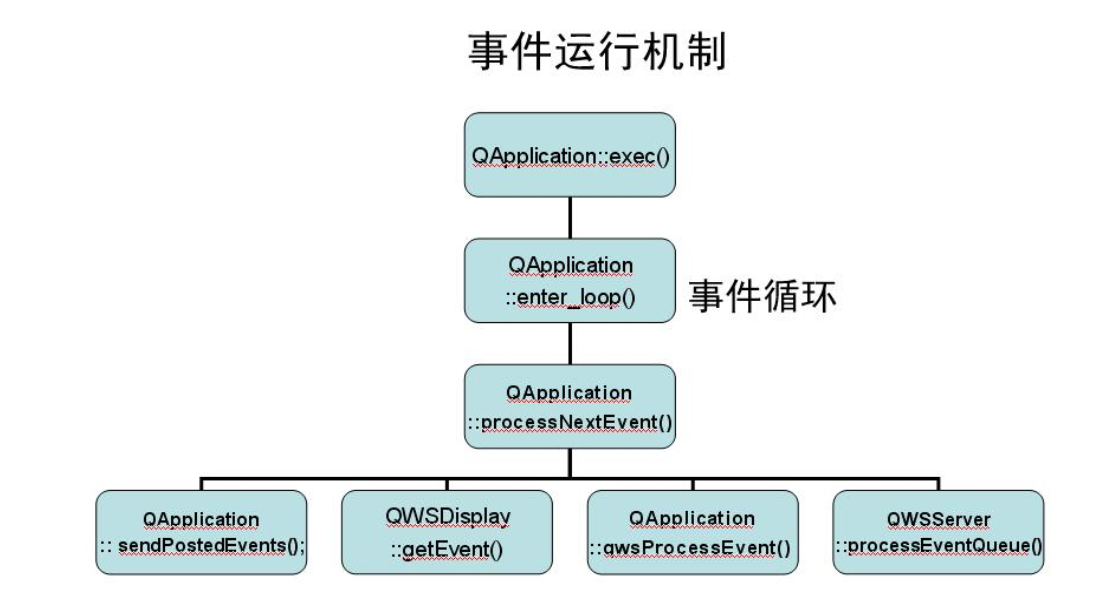 事件运行机制
QApplication::exec()
QApplication
::enter_loop()
事件循环
QApplication
::processNextEvent()
QApplication
:: sendPostedEvents();
QWSDisplay
::getEvent()
QApplication
::qwsProcessEvent()
QWSServer
::processEventQueue()